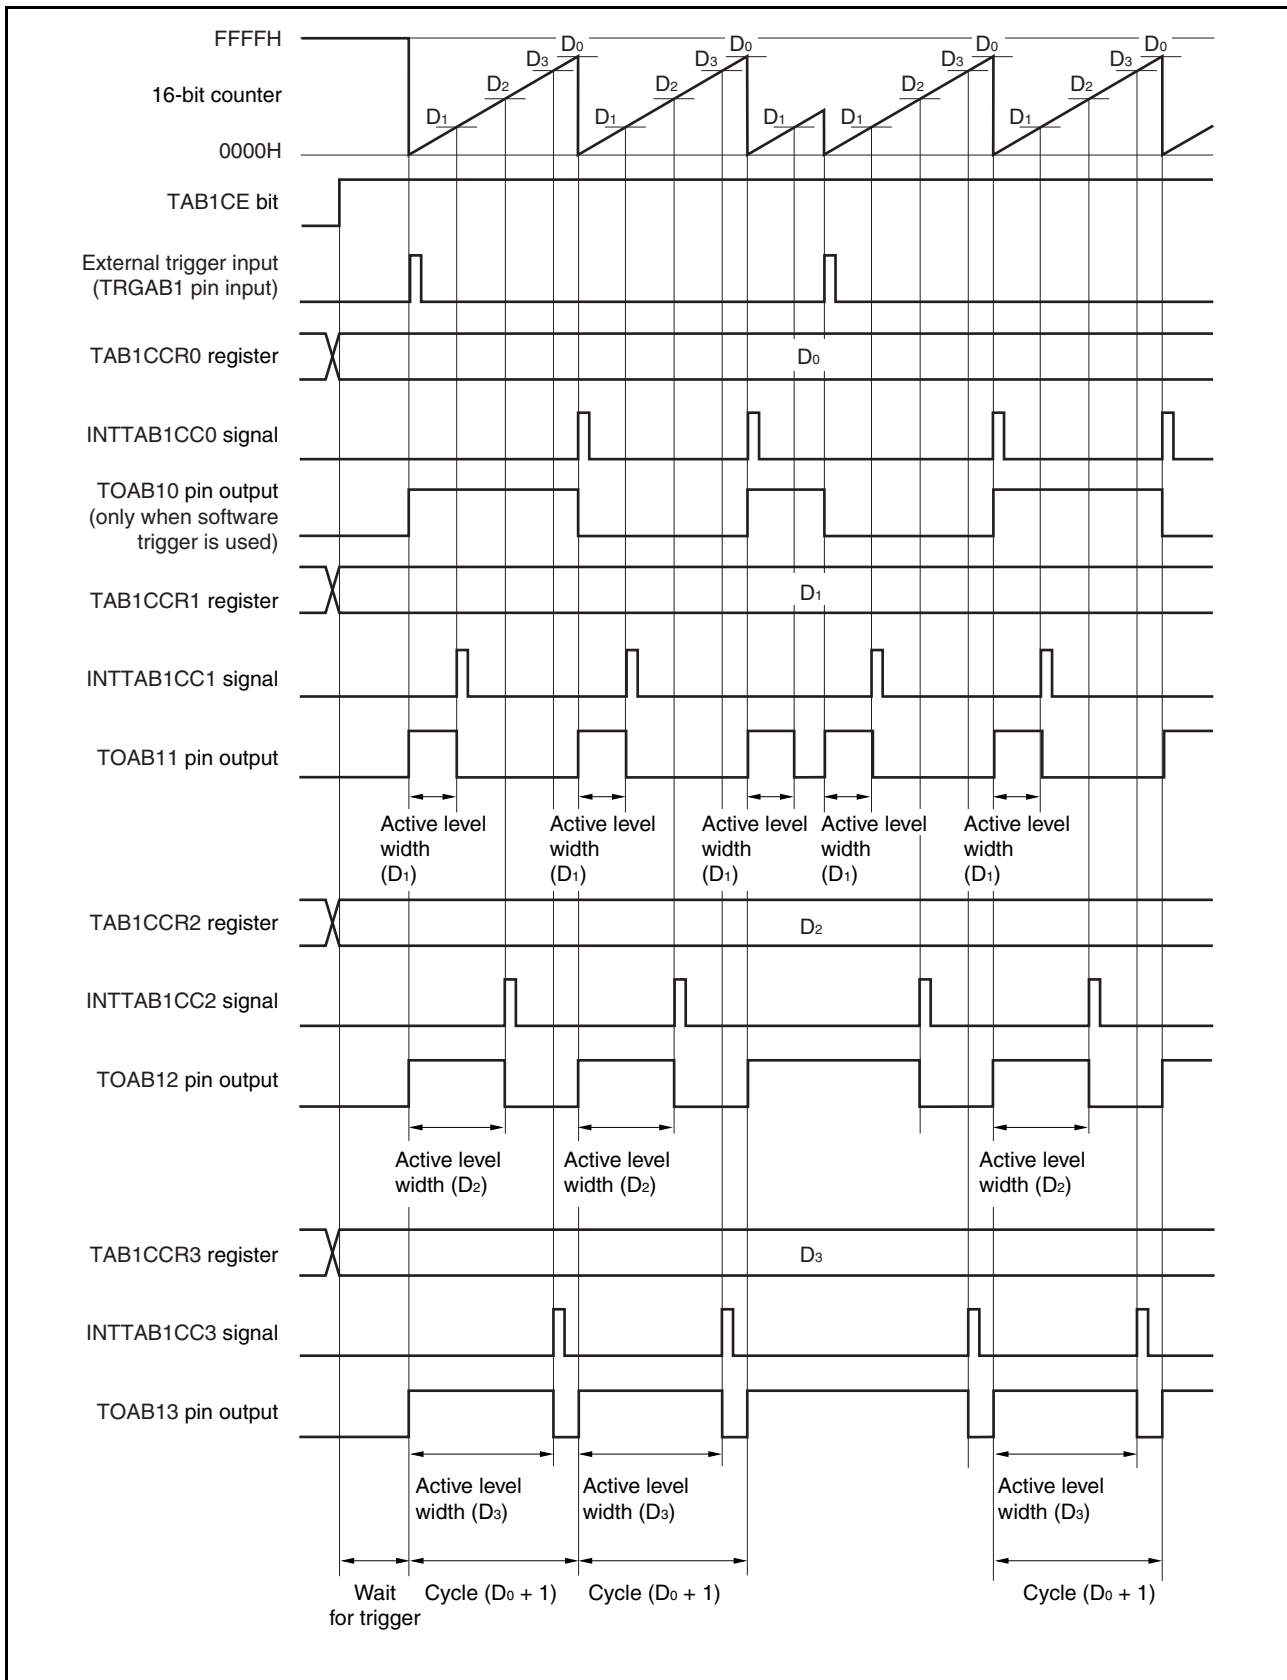 FFFFH
16-bit counter
0000H
D1 D2 D3 D0 D1 D2 D3 D0 D1 D1 D2 D3 D0 D1 D2 D3 D0
TAB1CE bit
External trigger input
(TRGAB1 pin input)
TAB1CCR0 register D0
INTTAB1CC0 signal
TOAB10 pin output
(only when software
trigger is used)
TAB1CCR1 register D1
INTTAB1CC1 signal
TOAB11 pin output
Active level Active level Active level Active level Active level
width width width width width
(D1) (D1) (D1) (D1) (D1)
TAB1CCR2 register D2
INTTAB1CC2 signal
TOAB12 pin output
Active level Active level Active level
width (D2) width (D2) width (D2)
TAB1CCR3 register D3
INTTAB1CC3 signal
TOAB13 pin output
Active level Active level Active level
width (D3) width (D3) width (D3)
Wait Cycle (D0 + 1) Cycle (D0 + 1) Cycle (D0 + 1)
for trigger